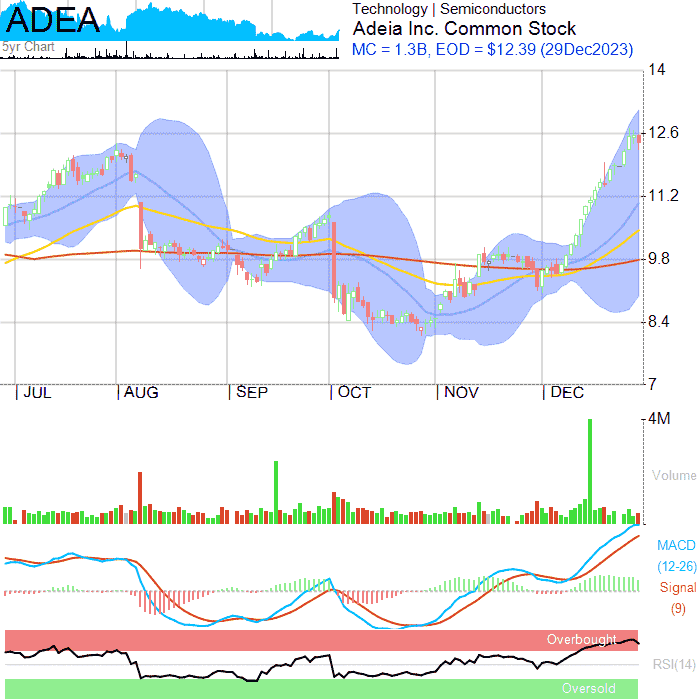 ADEA
5yr Chart
Technology | Semiconductors
Adeia Inc. Common Stock
MC = 1.3B, EOD = $12.39 (29Dec2023)
14
12.6
11.2
9.8
8.4
7
|JUL |AUG |SEP |OCT |NOV |DEC
4M
Volume
MACD
(12-26)
Signal
(9)
Overbought
RSI(14)
Oversold